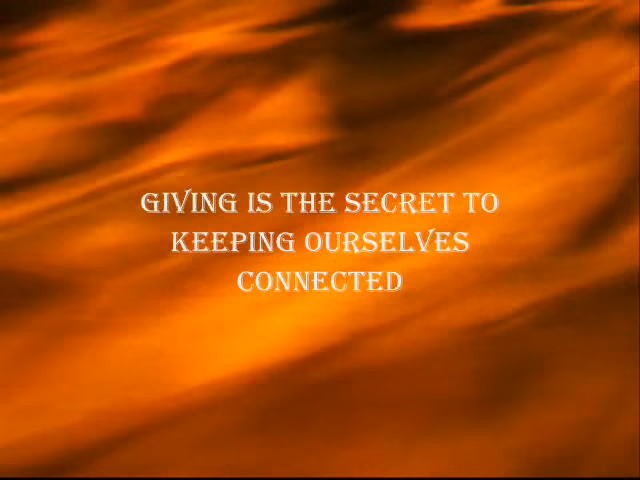 GIVING IS THE SECRET TO
KEEPING OURSELVES
CONNECTED